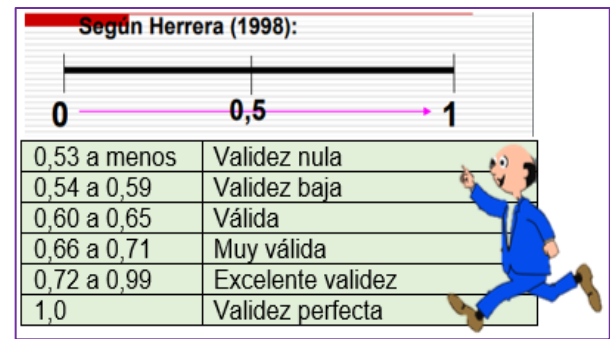 Según Herrera (1998):
0 0,5 1
0,53 a menos Validez nula
0,54 a 0,59 Validez baja
0,60 a 0,65 Válida
0,66 a 0,71 Muy válida
0,72 a 0,99 Excelente validez
1,0 Validez perfecta